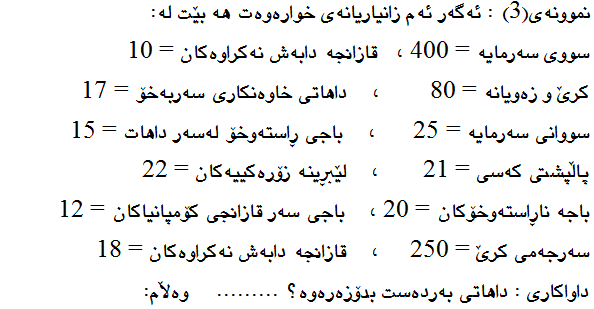 نموونەی(3) : ئەگەر ئەم زانیاریانەی خوارەوەت هە بێت لە:
سووی سەرمایە = 400 ، قازانجە دابەش نەکراوەکان = 10
کرێ و زەویانە = 80 ، داهاتی خاوەنکاری سەربەخۆ = 17
سووانی سەرمایە = 25 ، باجی ڕاستەوخۆ لەسەر داهات = 15
پاڵپشتی کەسی = 21 ، لێبڕینە زۆرەکییەکان = 22
باجە ناڕاستەوخۆکان = 20 ، باجی سەر قازانجی کۆمپانیاکان = 12
سەرجەمی کرێ = 250 ، قازانجە دابەش نەکراوەکان = 18
داواکاری : داهاتی بەردەست بدۆزەرەوە ؟ ......... وەڵام: